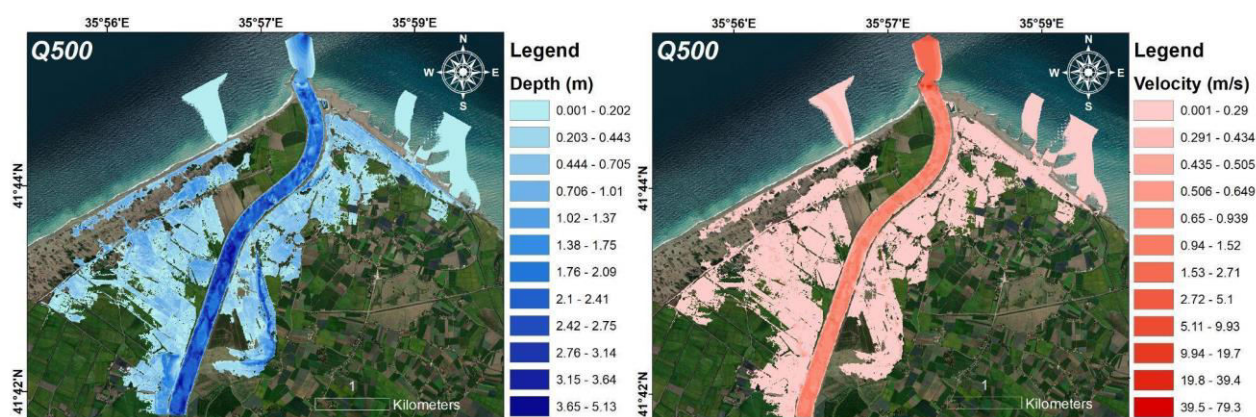 35°56'E 35°57'E 35°59'E
Q500
N
W E
S
41°44'N
41°42'N
1
Kilometers
Legend
Depth (m)
0.001 - 0.202
0.203 - 0.443
0.444 - 0.705
0.706 - 1.01
1.02 - 1.37
1.38 - 1.75
1.76 - 2.09
2.1 - 2.41
2.42 - 2.75
2.76 - 3.14
3.15 - 3.64
3.65 - 5.13
35°56'E 35°57'E 35°59'E
Q500
N
W E
S
41°44'N
41°42'N
1
Kilometers
Legend
Velocity (m/s)
0.001 - 0.29
0.291 - 0.434
0.435 - 0.505
0.506 - 0.649
0.65 - 0.939
0.94 - 1.52
1.53 - 2.71
2.72 - 5.1
5.11 - 9.93
9.94 - 19.7
19.8 - 39.4
39.5 - 79.3